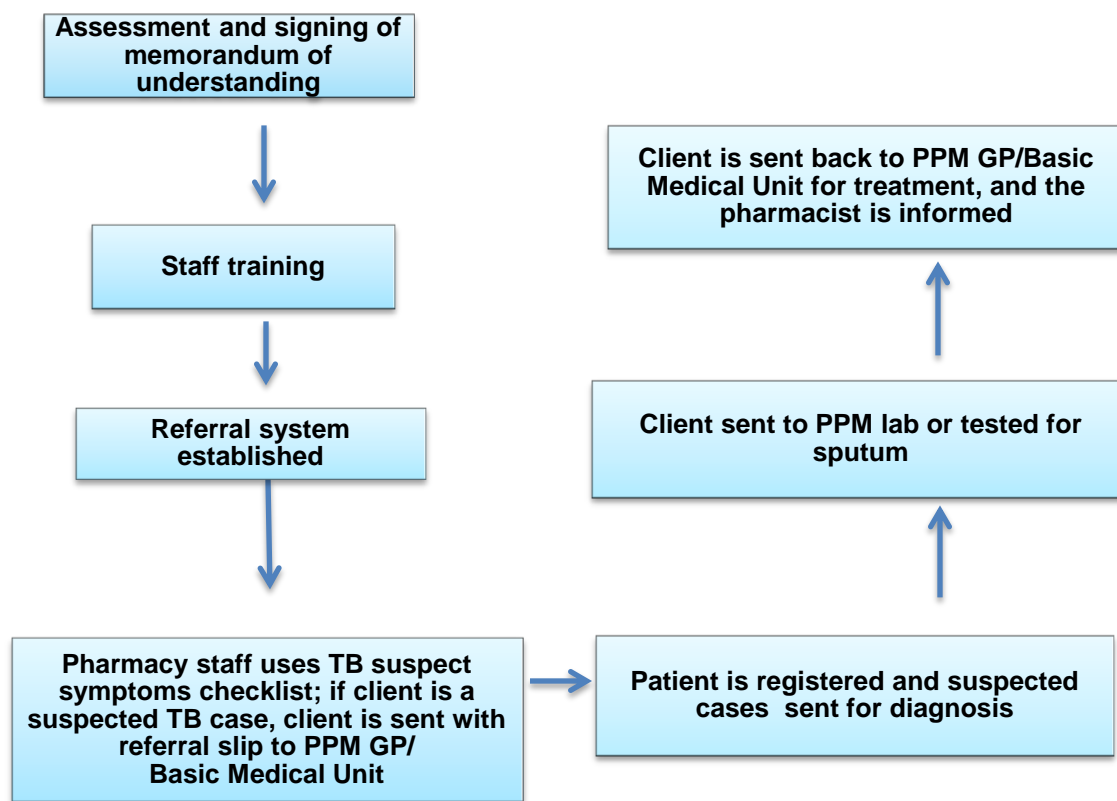 Assessment and signing of
memorandum of
understanding
Staff training
Referral system
established
Pharmacy staff uses TB suspect
symptoms checklist; if client is a
suspected TB case, client is sent with
referral slip to PPM GP/
Basic Medical Unit
Patient is registered and suspected
cases sent for diagnosis
Client sent to PPM lab or tested for
sputum
Client is sent back to PPM GP/Basic
Medical Unit for treatment, and the
pharmacist is informed